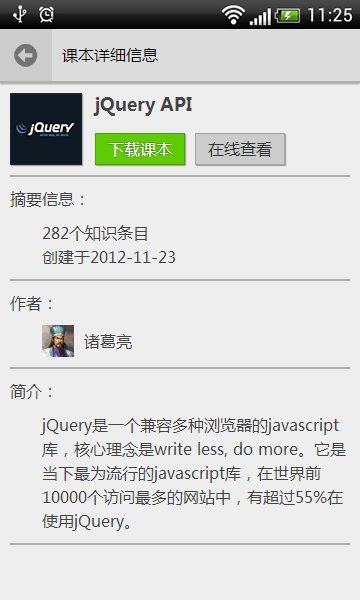 11:25
课本详细信息
jQuery
write less, do more.
jQuery API
下载课本
在线查看
摘要信息：
282个知识条目
创建于2012-11-23
作者：
诸葛亮
简介：
jQuery是一个兼容多种浏览器的javascript
库，核心理念是write less, do more。它是
当下最为流行的javascript库，在世界前
10000个访问最多的网站中，有超过55%在
使用jQuery。